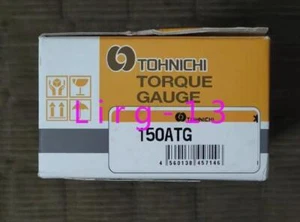 TOHNICHI
TORQUE
GAUGE
Lirg-13
TOHNICHI
150ATG
4 560138 457146